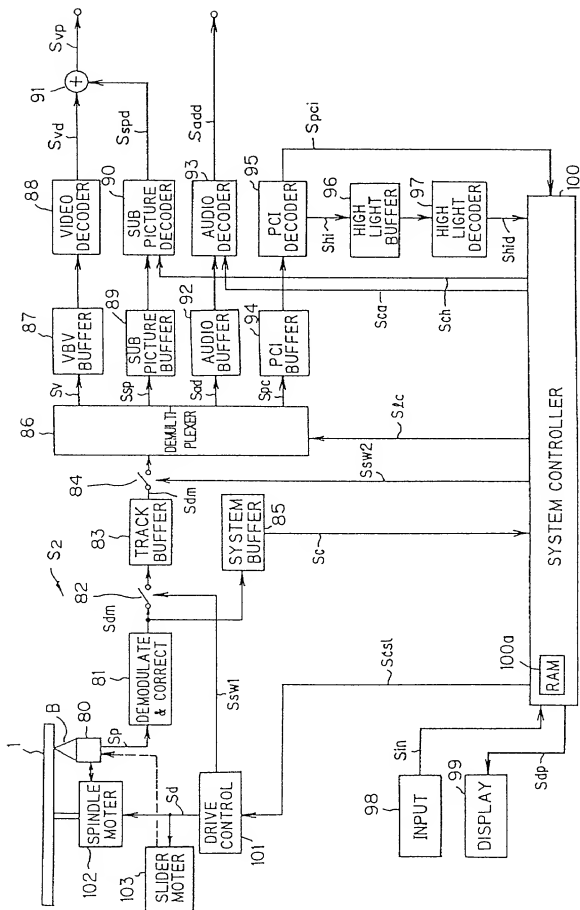 S2
1
B
80
Sp
SPINDLE
MOTER
102
SLIDER
MOTER
103
Sd
DRIVE
CONTROL
101
Ssw1
81
DEMODULATE
& CORRECT
Sdm
82
TRACK
BUFFER
83
84
Sdm
SYSTEM
BUFFER
85
Sc
Ssw2
Scsl
Slc
86
DEMULTI-
PLEXER
Sv
87
VBV
BUFFER
88
VIDEO
DECODER
Svd
91
+
Svp
Ssp
89
SUB
PICTURE
BUFFER
90
SUB
PICTURE
DECODER
Sspd
Sad
92
AUDIO
BUFFER
93
AUDIO
DECODER
Sadd
Spc
94
PCI
BUFFER
95
PCI
DECODER
Spci
Shi
96
HIGH
LIGHT
BUFFER
97
HIGH
LIGHT
DECODER
Shid
Sca
Sch
98
INPUT
Sin
99
DISPLAY
Sdp
100a
RAM
SYSTEM CONTROLLER
100